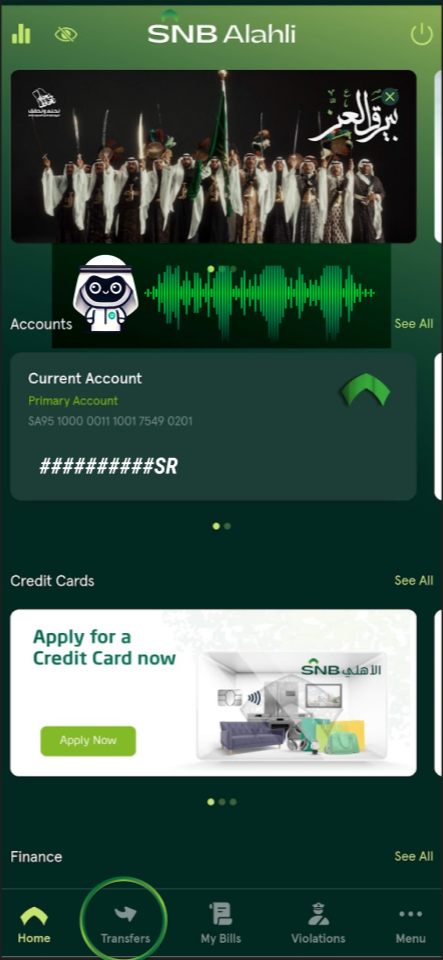 SNB Alahli
بيرق العز
Accounts
See All
Current Account
Primary Account
SA95 1000 0011 1001 7549 0201
##########SR
Credit Cards
See All
Apply for a
Credit Card now
SNB الأهلي
Apply Now
Finance
See All
Home
Transfers
My Bills
Violations
Menu